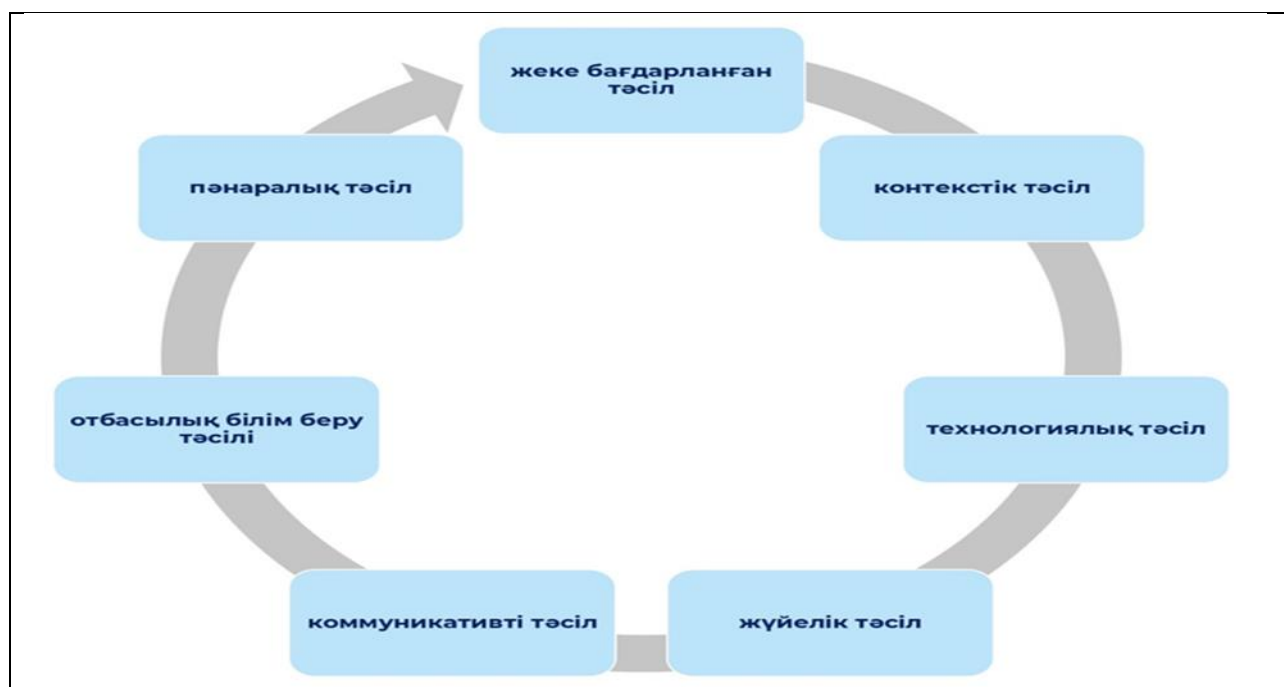 жеке бағдарланған
тәсіл
контекстік тәсіл
технологиялық тәсіл
жүйелік тәсіл
коммуникативті тәсіл
отбасылық білім беру
тәсілі
пәнаралық тәсіл